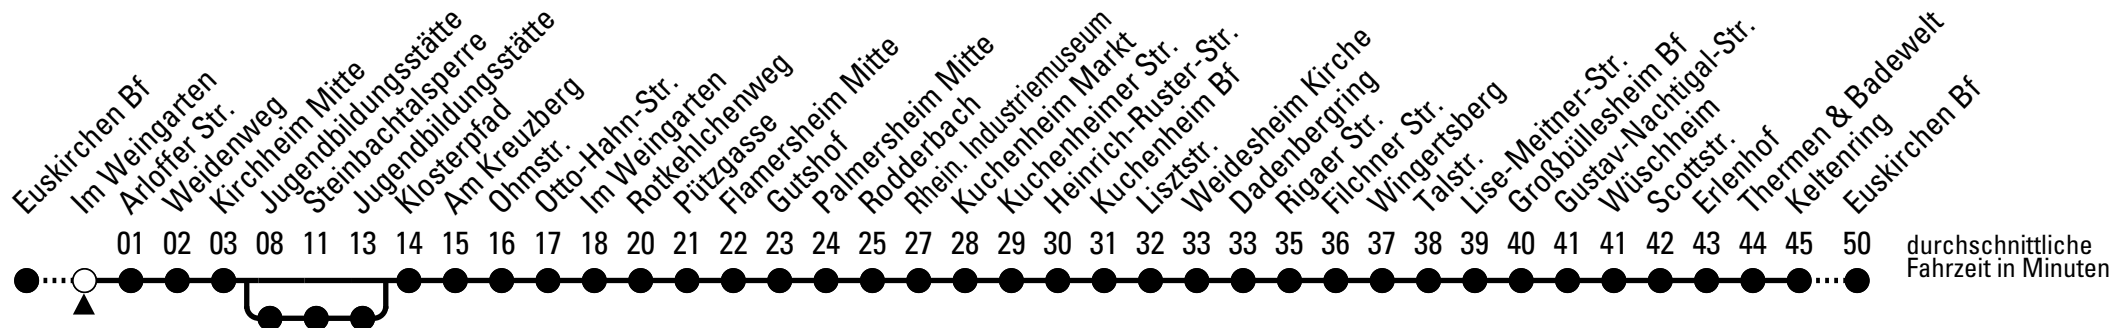 Euskirchen Bf
Im Weingarten
Arloffer Str.
Weidenweg
Kirchheim Mitte
Jugendbildungsstätte
Steinbachtalsperre
Jugendbildungsstätte
Klosterpfad
Am Kreuzberg
Ohmstr.
Otto-Hahn-Str.
Im Weingarten
Rotkehlchenweg
Pützgasse
Flamersheim Mitte
Gutshof
Palmersheim Mitte
Rodderbach
Rhein. Industriemuseum
Kuchenheim Markt
Kuchenheimer Str.
Heinrich-Ruster-Str.
Kuchenheim Bf
Lisztstr.
Weidesheim Kirche
Dadenbergring
Rigaer Str.
Filchner Str.
Wingertsberg
Talstr.
Lise-Meitner-Str.
Großbüllesheim Bf
Gustav-Nachtigal-Str.
Wüschheim
Scottstr.
Erlenhof
Thermen & Badewelt
Keltenring
Euskirchen Bf
01 02 03 08 11 13 14 15 16 17 18 20 21 22 23 24 25 27 28 29 30 31 32 33 33 35 36 37 38 39 40 41 41 42 43 44 45 50
durchschnittliche
Fahrzeit in Minuten